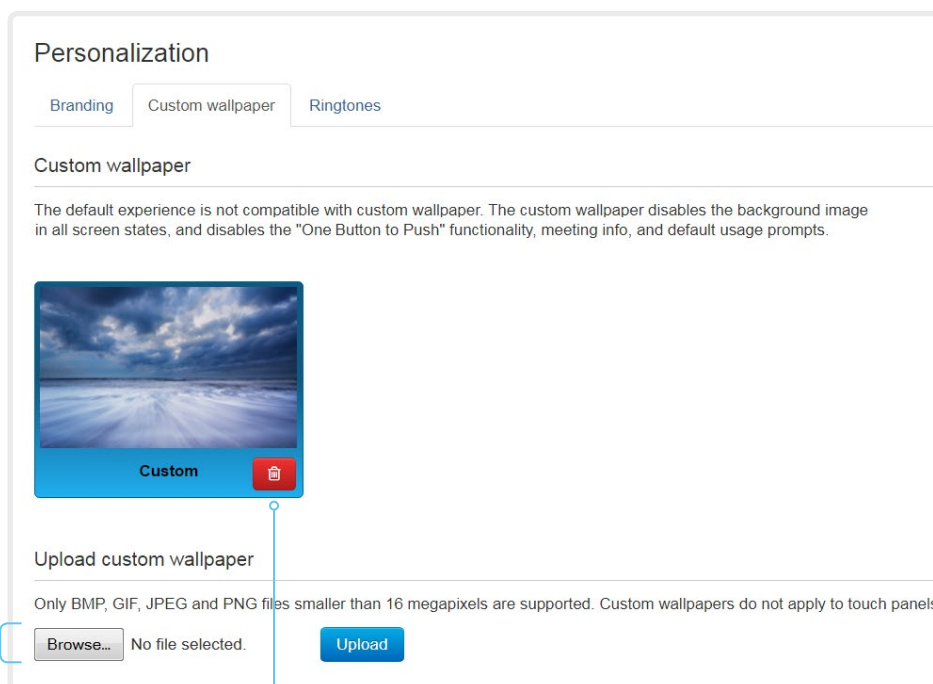 Personalization
Branding Custom wallpaper Ringtones
Custom wallpaper
The default experience is not compatible with custom wallpaper. The custom wallpaper disables the background image
in all screen states, and disables the "One Button to Push" functionality, meeting info, and default usage prompts.
Custom
Upload custom wallpaper
Only BMP, GIF, JPEG and PNG files smaller than 16 megapixels are supported. Custom wallpapers do not apply to touch panels
Browse... No file selected. Upload